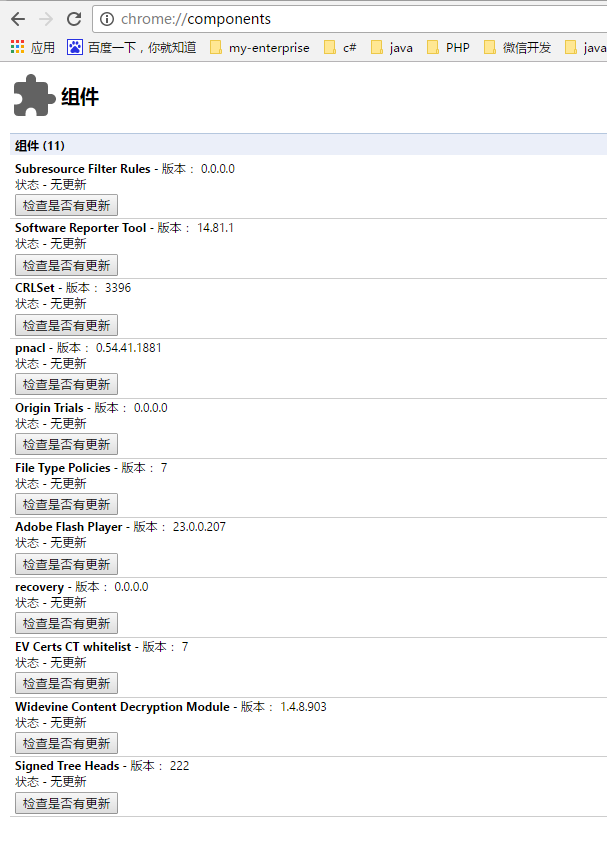 chrome://components
应用 百度一下，你就知道 my-enterprise c# java PHP 微信开发 java
组件
组件 (11)
Subresource Filter Rules - 版本： 0.0.0.0
状态 - 无更新
检查是否有更新
Software Reporter Tool - 版本： 14.81.1
状态 - 无更新
检查是否有更新
CRLSet - 版本： 3396
状态 - 无更新
检查是否有更新
pnacl - 版本： 0.54.41.1881
状态 - 无更新
检查是否有更新
Origin Trials - 版本： 0.0.0.0
状态 - 无更新
检查是否有更新
File Type Policies - 版本： 7
状态 - 无更新
检查是否有更新
Adobe Flash Player - 版本： 23.0.0.207
状态 - 无更新
检查是否有更新
recovery - 版本： 0.0.0.0
状态 - 无更新
检查是否有更新
EV Certs CT whitelist - 版本： 7
状态 - 无更新
检查是否有更新
Widevine Content Decryption Module - 版本： 1.4.8.903
状态 - 无更新
检查是否有更新
Signed Tree Heads - 版本： 222
状态 - 无更新
检查是否有更新